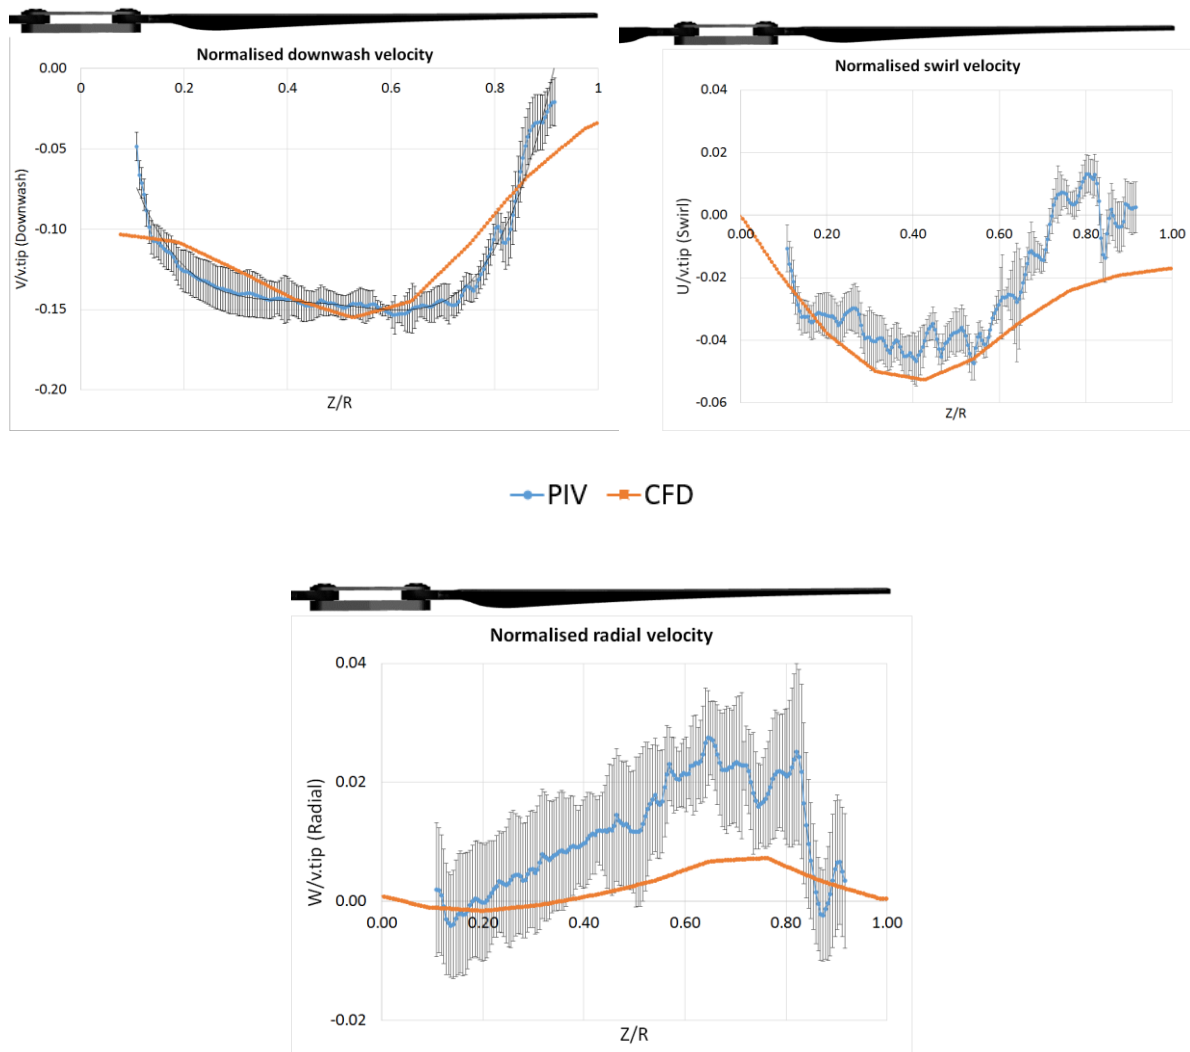 Normalised downwash velocity
0.00
0 0.2 0.4 0.6 0.8 1
-0.05
-0.10
-0.15
-0.20
V/v.tip (Downwash)
Z/R
Normalised swirl velocity
0.04
0.02
0.00
0.00 0.20 0.40 0.60 0.80 1.00
-0.02
-0.04
-0.06
U/v.tip (Swirl)
Z/R
PIV CFD
Normalised radial velocity
0.04
0.02
0.00
0.00 0.20 0.40 0.60 0.80 1.00
-0.02
W/v.tip (Radial)
Z/R